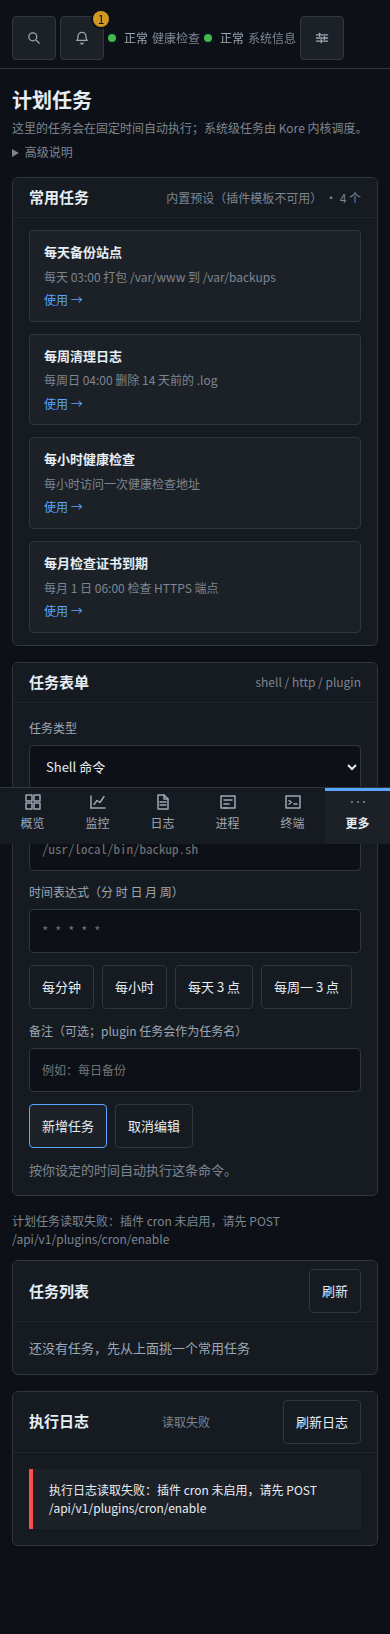 1
正常 健康检查 正常 系统信息
计划任务
这里的任务会在固定时间自动执行；系统级任务由 Kore 内核调度。
▶ 高级说明
常用任务 内置预设（插件模板不可用） · 4 个
每天备份站点
每天 03:00 打包 /var/www 到 /var/backups
使用 →
每周清理日志
每周日 04:00 删除 14 天前的 .log
使用 →
每小时健康检查
每小时访问一次健康检查地址
使用 →
每月检查证书到期
每月 1 日 06:00 检查 HTTPS 端点
使用 →
任务表单 shell / http / plugin
任务类型
Shell 命令
概览 监控 日志 进程 终端 更多
/usr/local/bin/backup.sh
时间表达式（分 时 日 月 周）
* * * * *
每分钟 每小时 每天 3 点 每周一 3 点
备注（可选；plugin 任务会作为任务名）
例如：每日备份
新增任务 取消编辑
按你设定的时间自动执行这条命令。
计划任务读取失败：插件 cron 未启用，请先 POST
/api/v1/plugins/cron/enable
任务列表 刷新
还没有任务，先从上面挑一个常用任务
执行日志 读取失败 刷新日志
执行日志读取失败：插件 cron 未启用，请先 POST
/api/v1/plugins/cron/enable